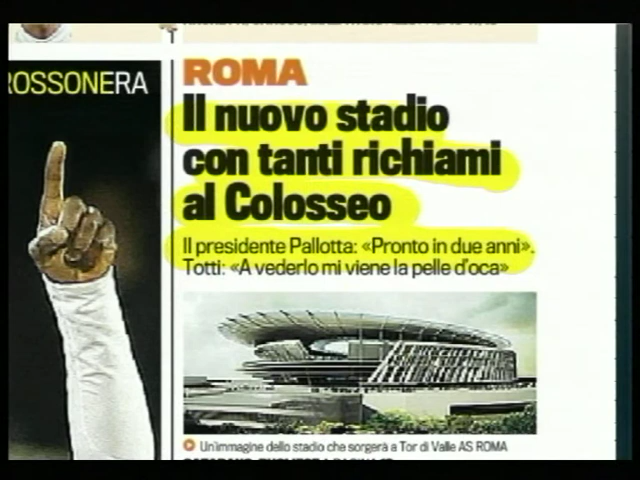 ROSSONERA
ROMA
Il nuovo stadio
con tanti richiami
al Colosseo
Il presidente Pallotta: «Pronto in due anni».
Totti: «A vederlo mi viene la pelle d'oca»
Un'immagine dello stadio che sorgerà a Tor di Valle AS ROMA